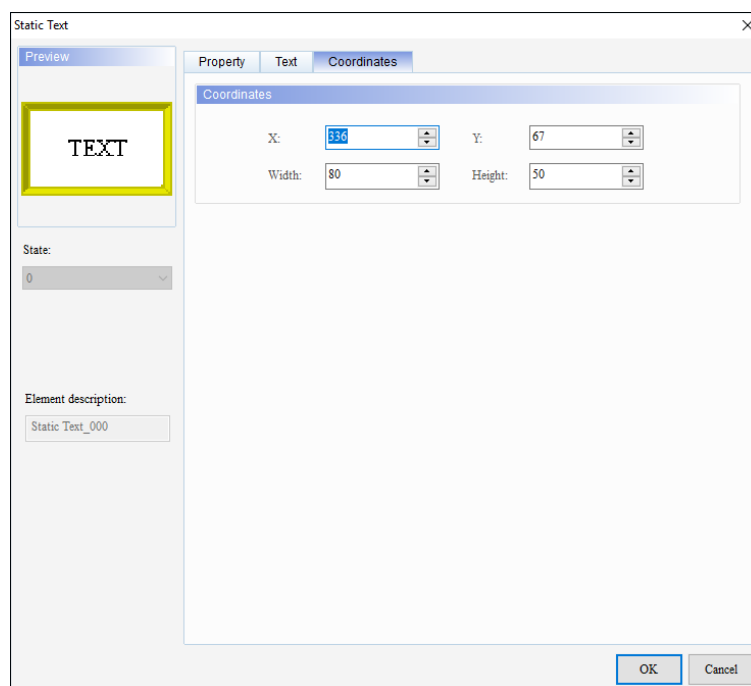 Static Text
Preview
TEXT
State:
0
Element description:
Static Text_000
Property Text Coordinates
Coordinates
X: 336 Y: 67
Width: 80 Height: 50
OK Cancel